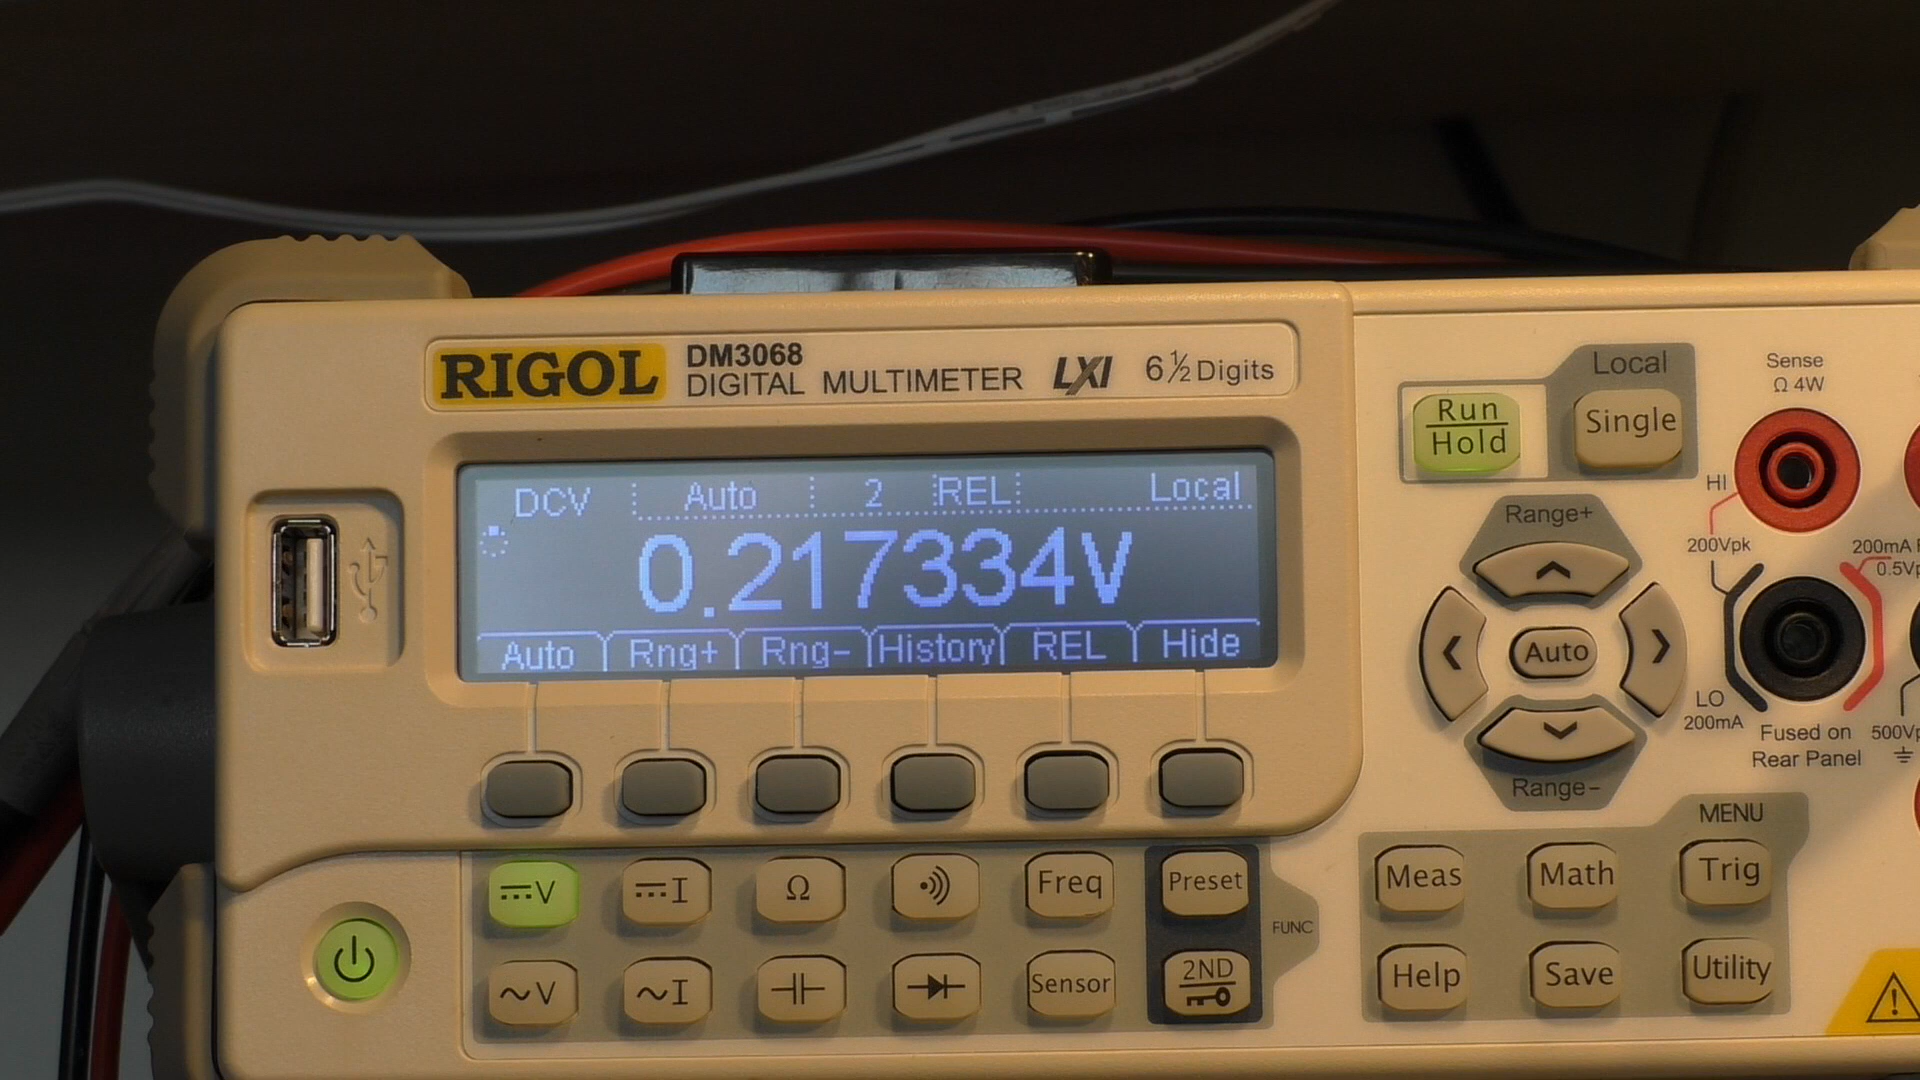 RIGOL DM3068 DIGITAL MULTIMETER LXI 6½ Digits
DCV Auto 2 REL Local
0.217334V
Auto Rng+ Rng- History REL Hide
Run Hold
Local
Single
Sense
Ω 4W
HI
200Vpk
200mA
0.5Vp
Range+
Auto
Range-
LO
200mA
Fused on
Rear Panel
500Vp
MENU
V I Ω Freq Preset
Meas Math Trig
FUNC
~V ~I Sensor 2ND
Help Save Utility